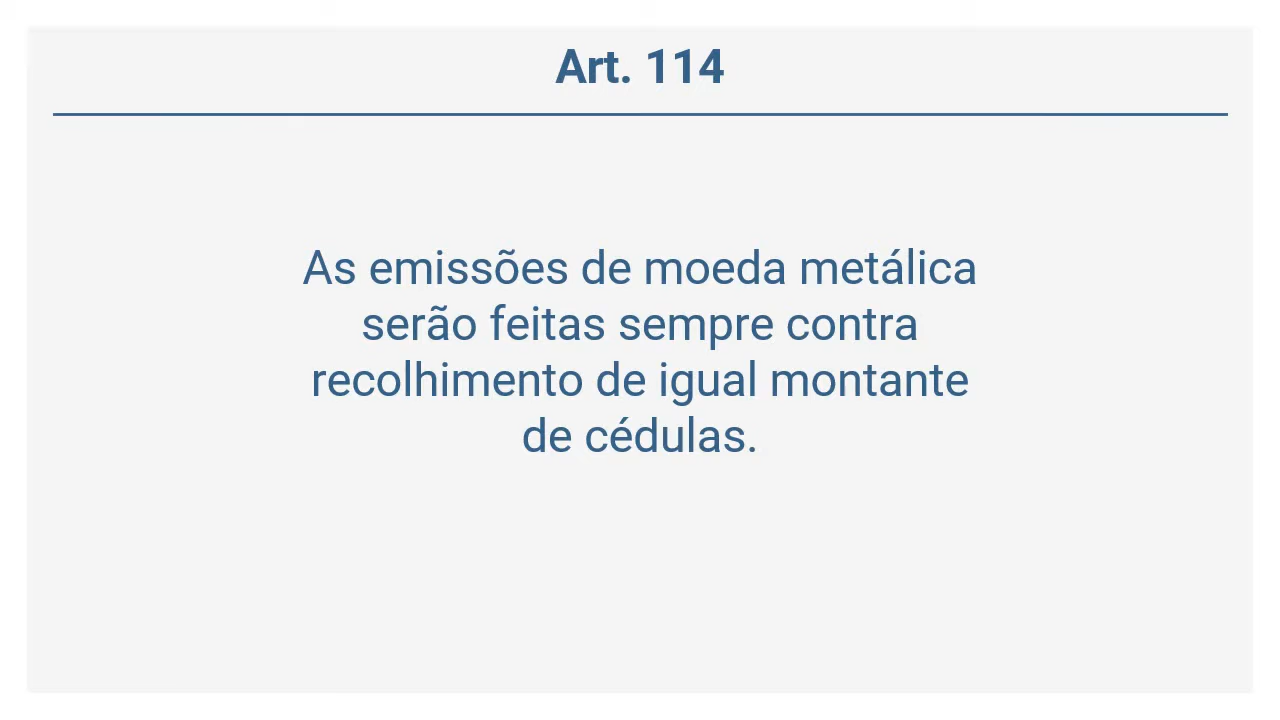 Art. 114
As emissões de moeda metálica
serão feitas sempre contra
recolhimento de igual montante
de cédulas.